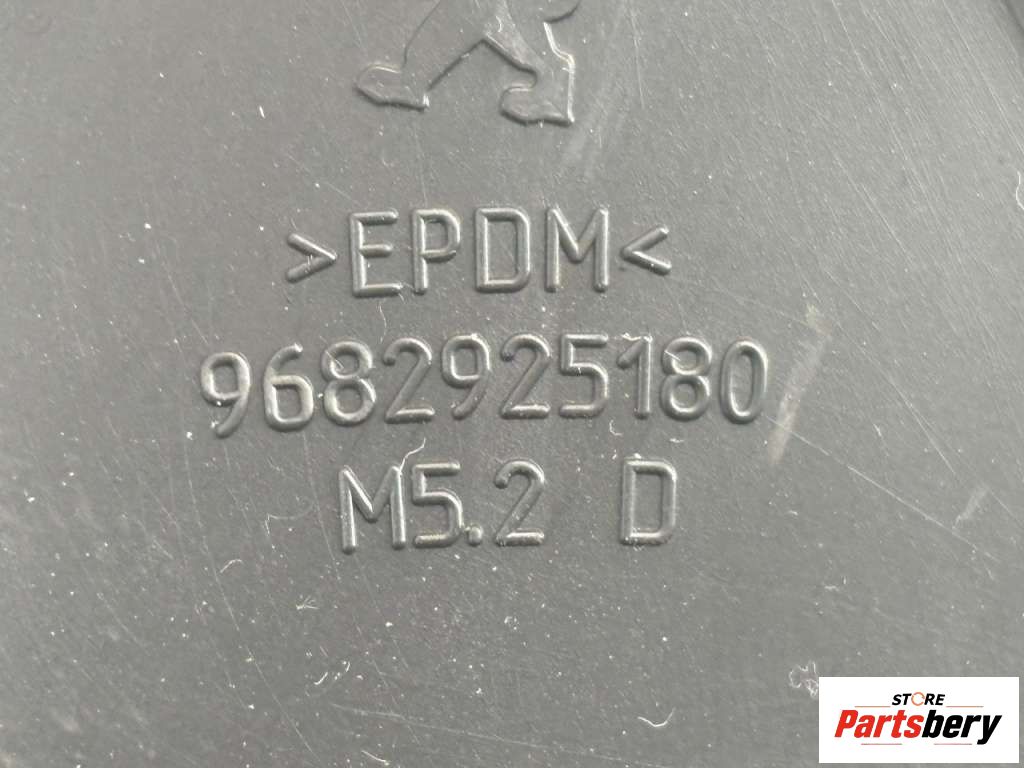 >EPDM<
9682925180
M5.2 D
STORE
Partsbery